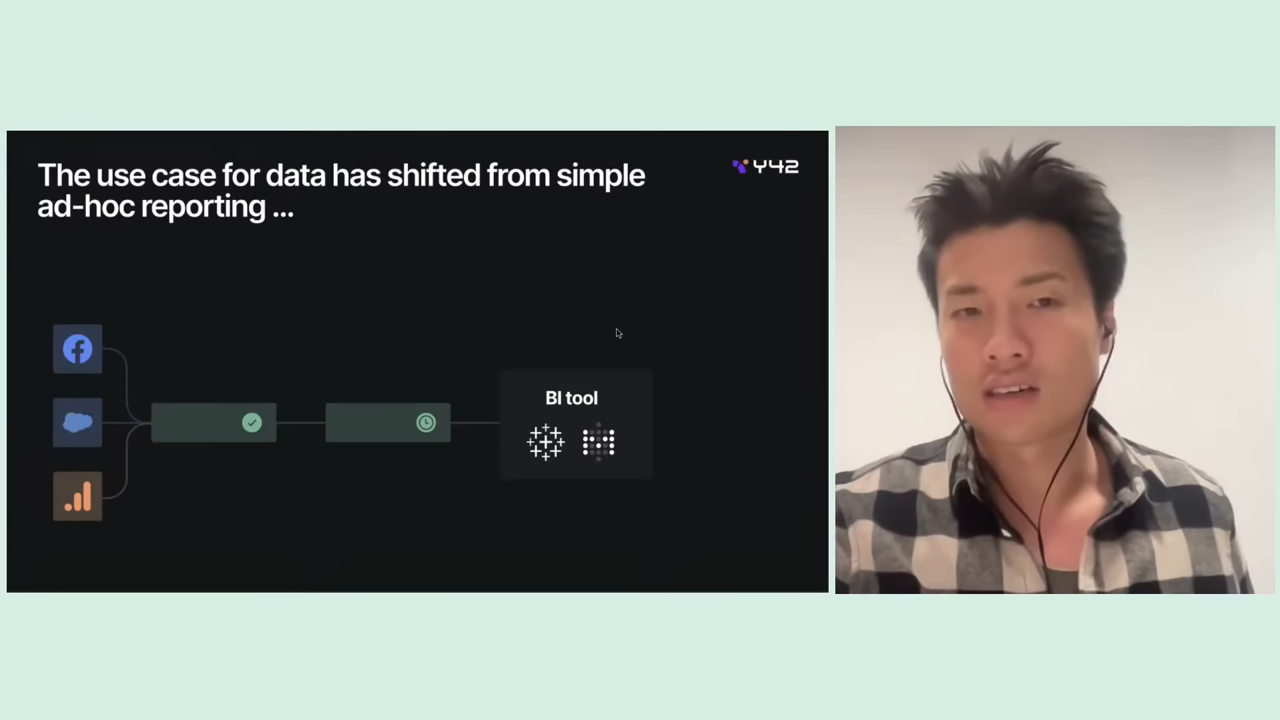 The use case for data has shifted from simple
ad-hoc reporting ...
Y42
BI tool